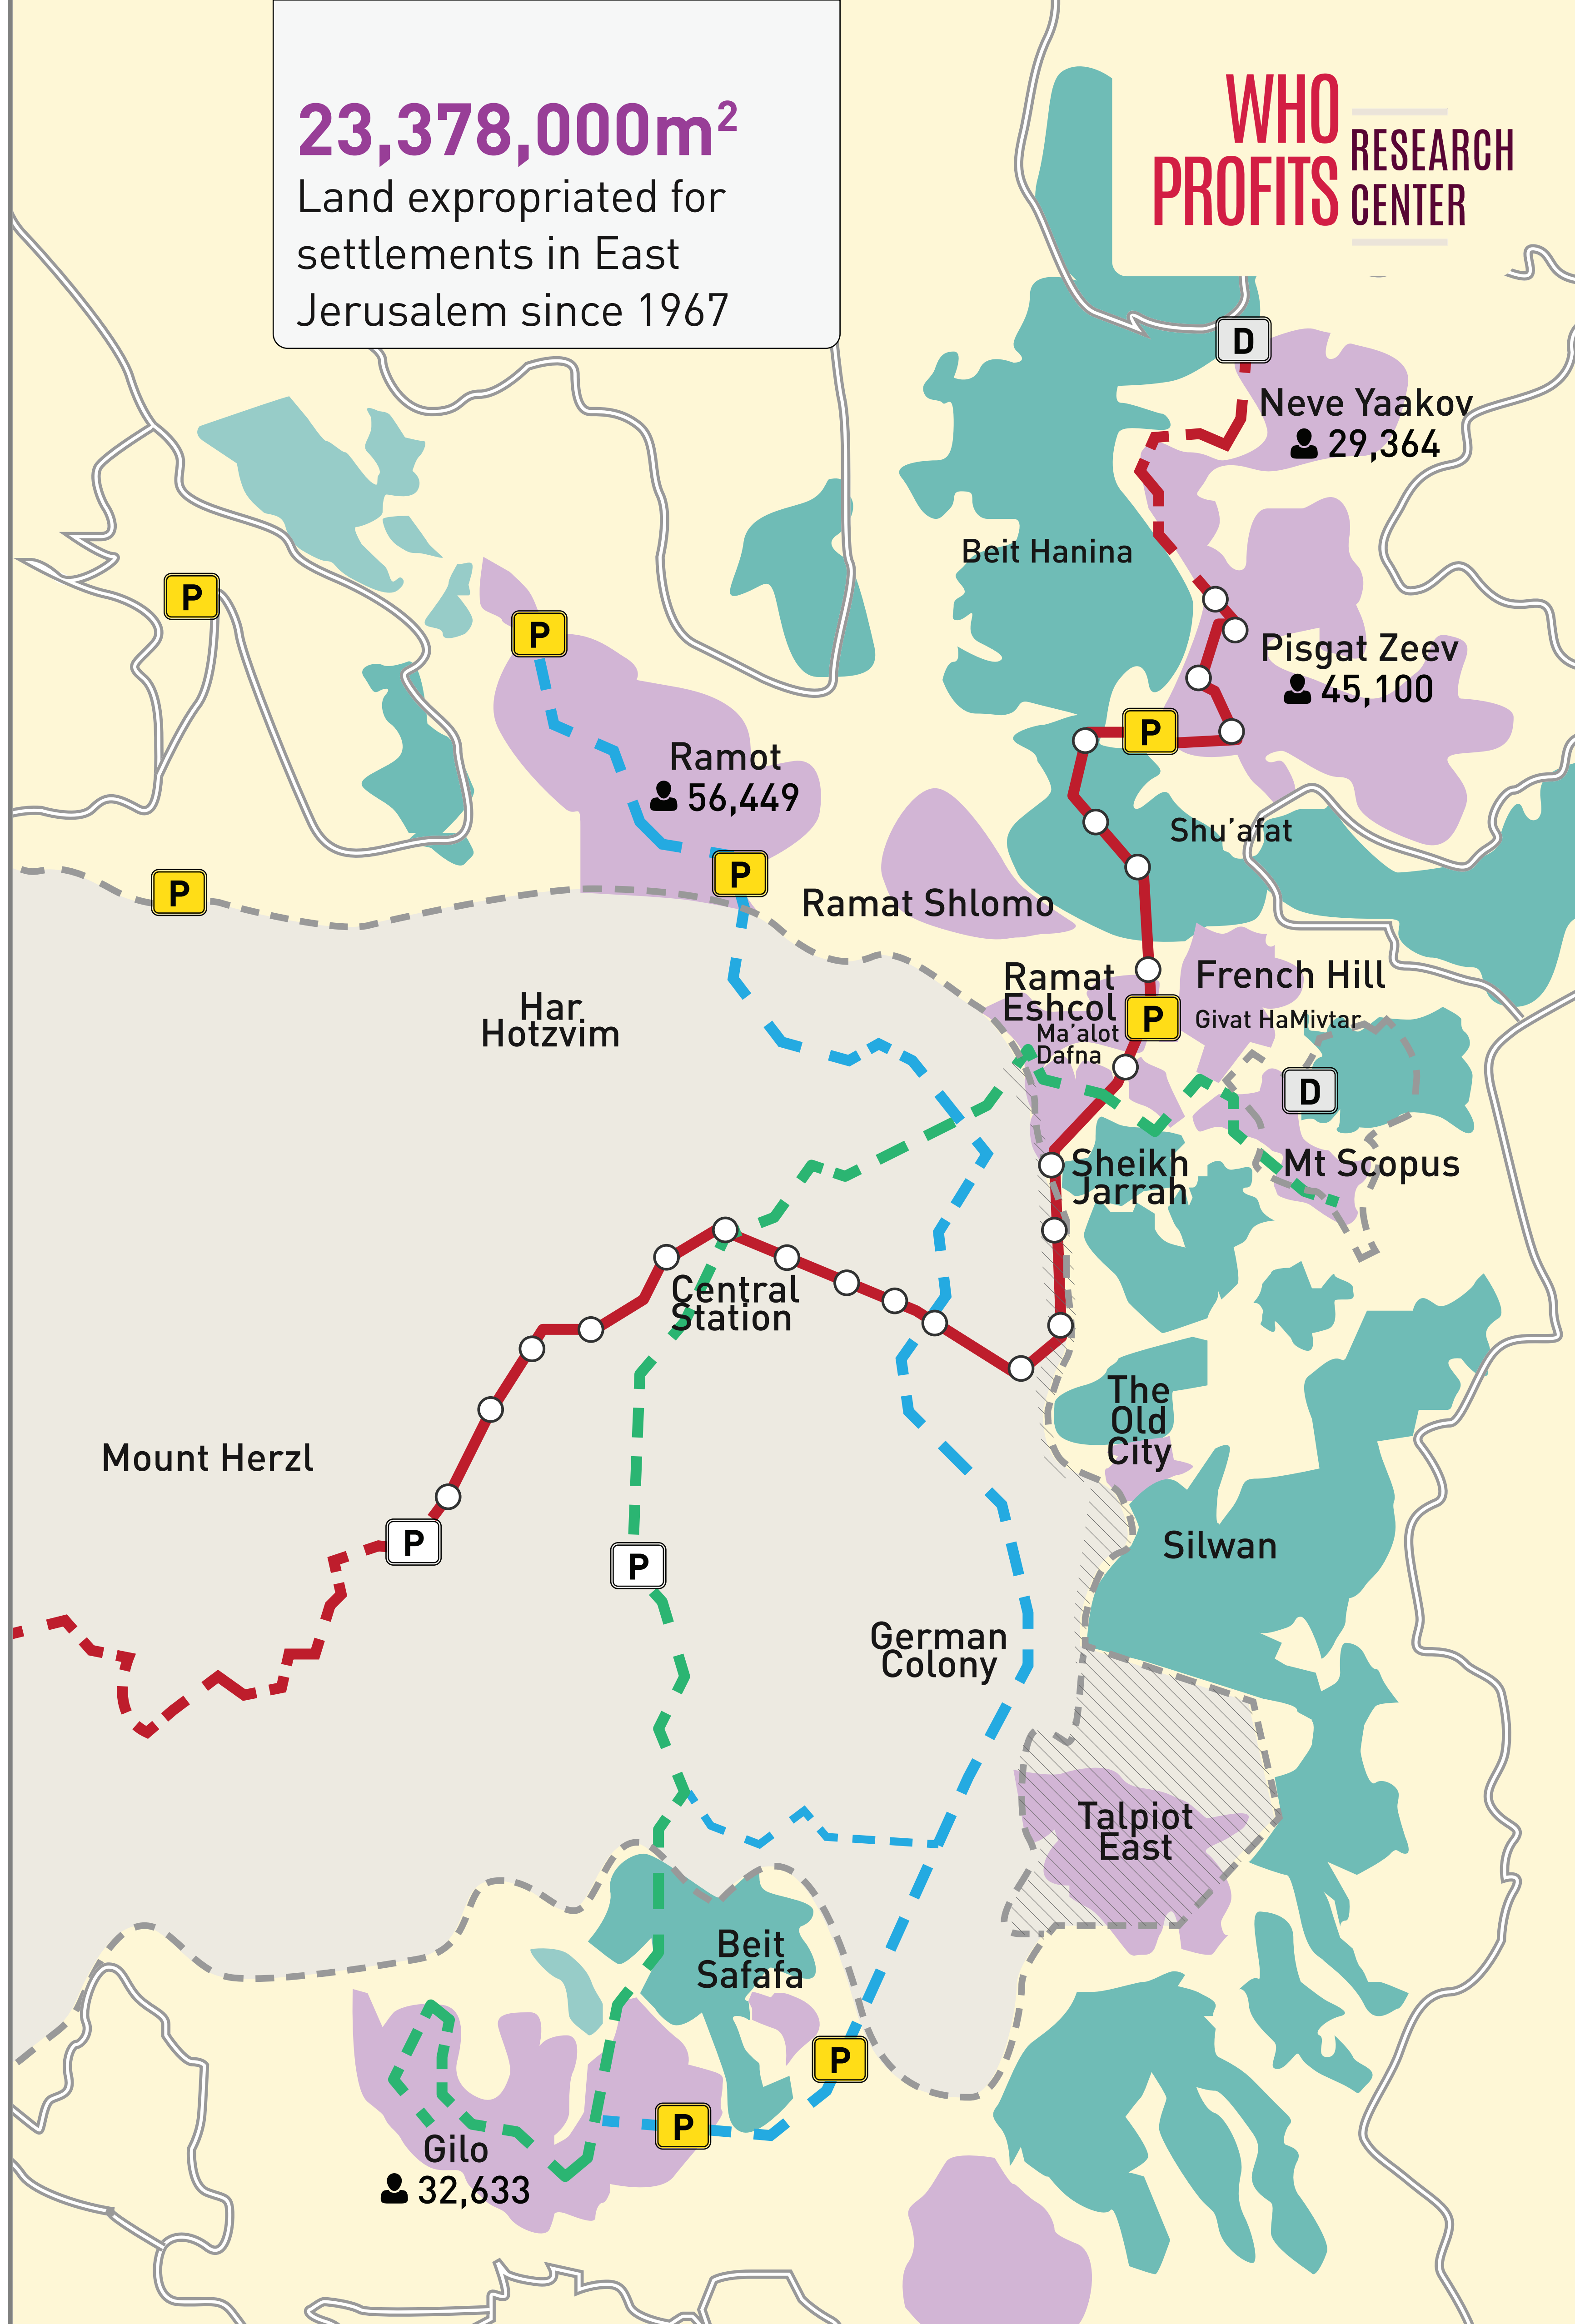 23,378,000m²
Land expropriated for
settlements in East
Jerusalem since 1967
WHO
PROFITS
RESEARCH
CENTER
D
Neve Yaakov
29,364
Beit Hanina
P
P
Pisgat Zeev
45,100
P
Ramot
56,449
Shu'afat
P
P
Ramat Shlomo
Ramat
Eshcol
French Hill
P
Givat HaMivtar
Ma'alot
Dafna
Har
Hotzvim
D
Sheikh
Jarrah
Mt Scopus
Central
Station
The
Old
City
Mount Herzl
P
P
Silwan
German
Colony
Talpiot
East
Beit
Safafa
P
P
Gilo
32,633